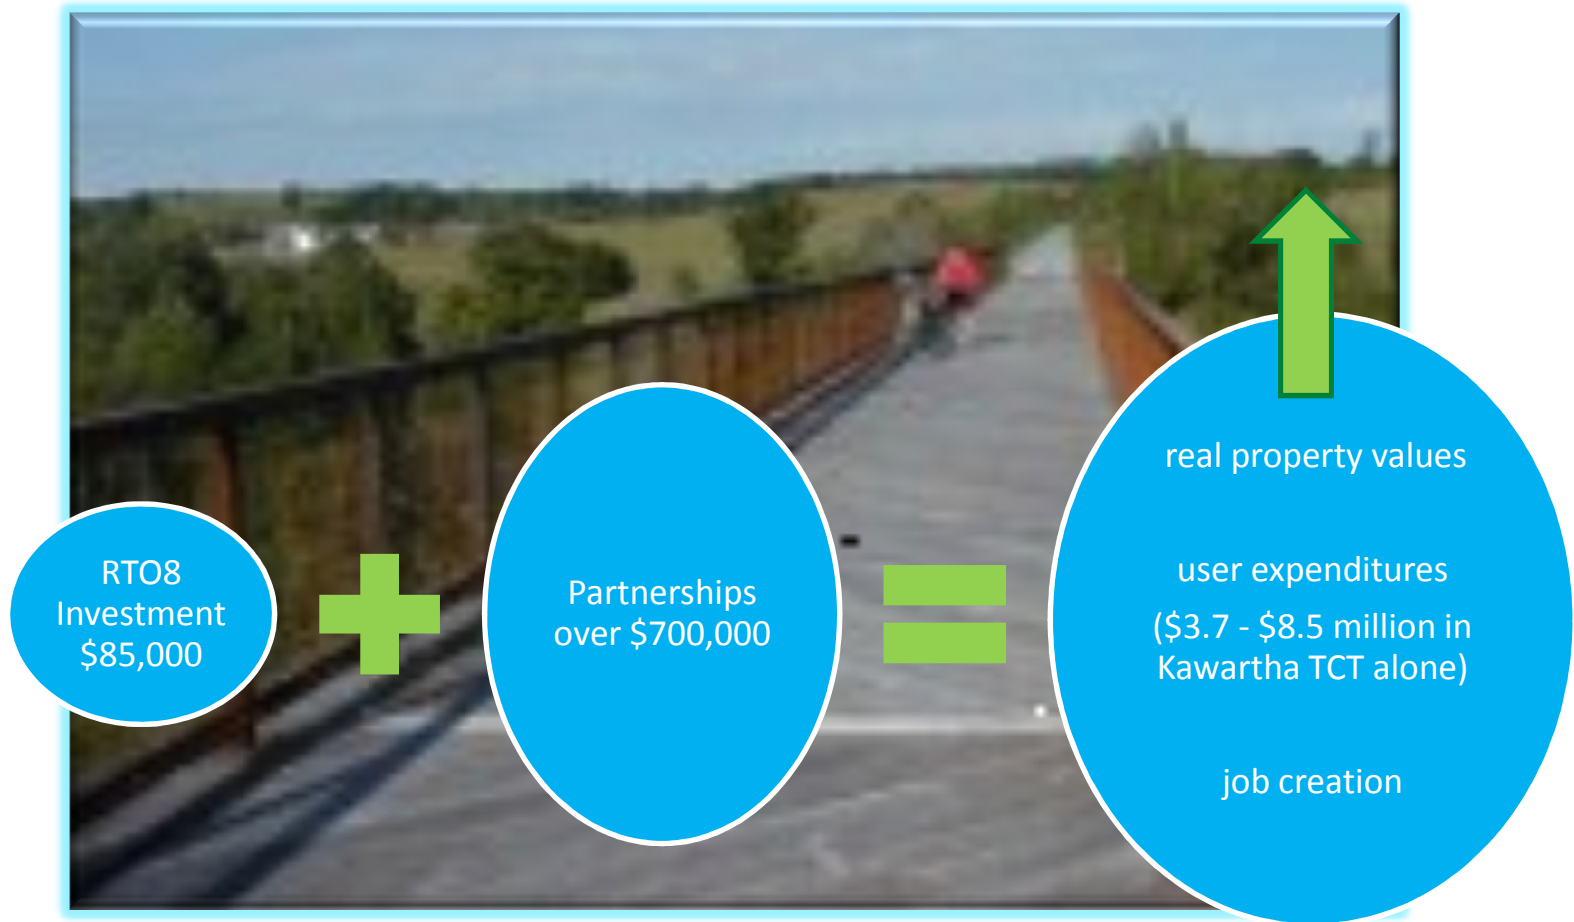 RTO8
Investment
$85,000
Partnerships
over $700,000
real property values
user expenditures
($3.7 - $8.5 million in
Kawartha TCT alone)
job creation